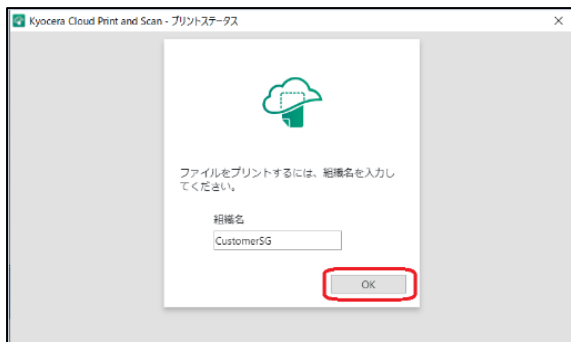 Kyocera Cloud Print and Scan - プリントステータス
ファイルをプリントするには、組織名を入力し
てください。
組織名
CustomerSG
OK